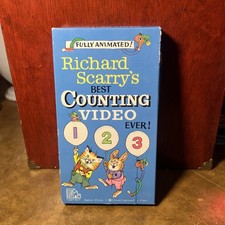 FULLY ANIMATED!
Richard
Scarry's
BEST
COUNTING
VIDEO
EVER!
1 2 3